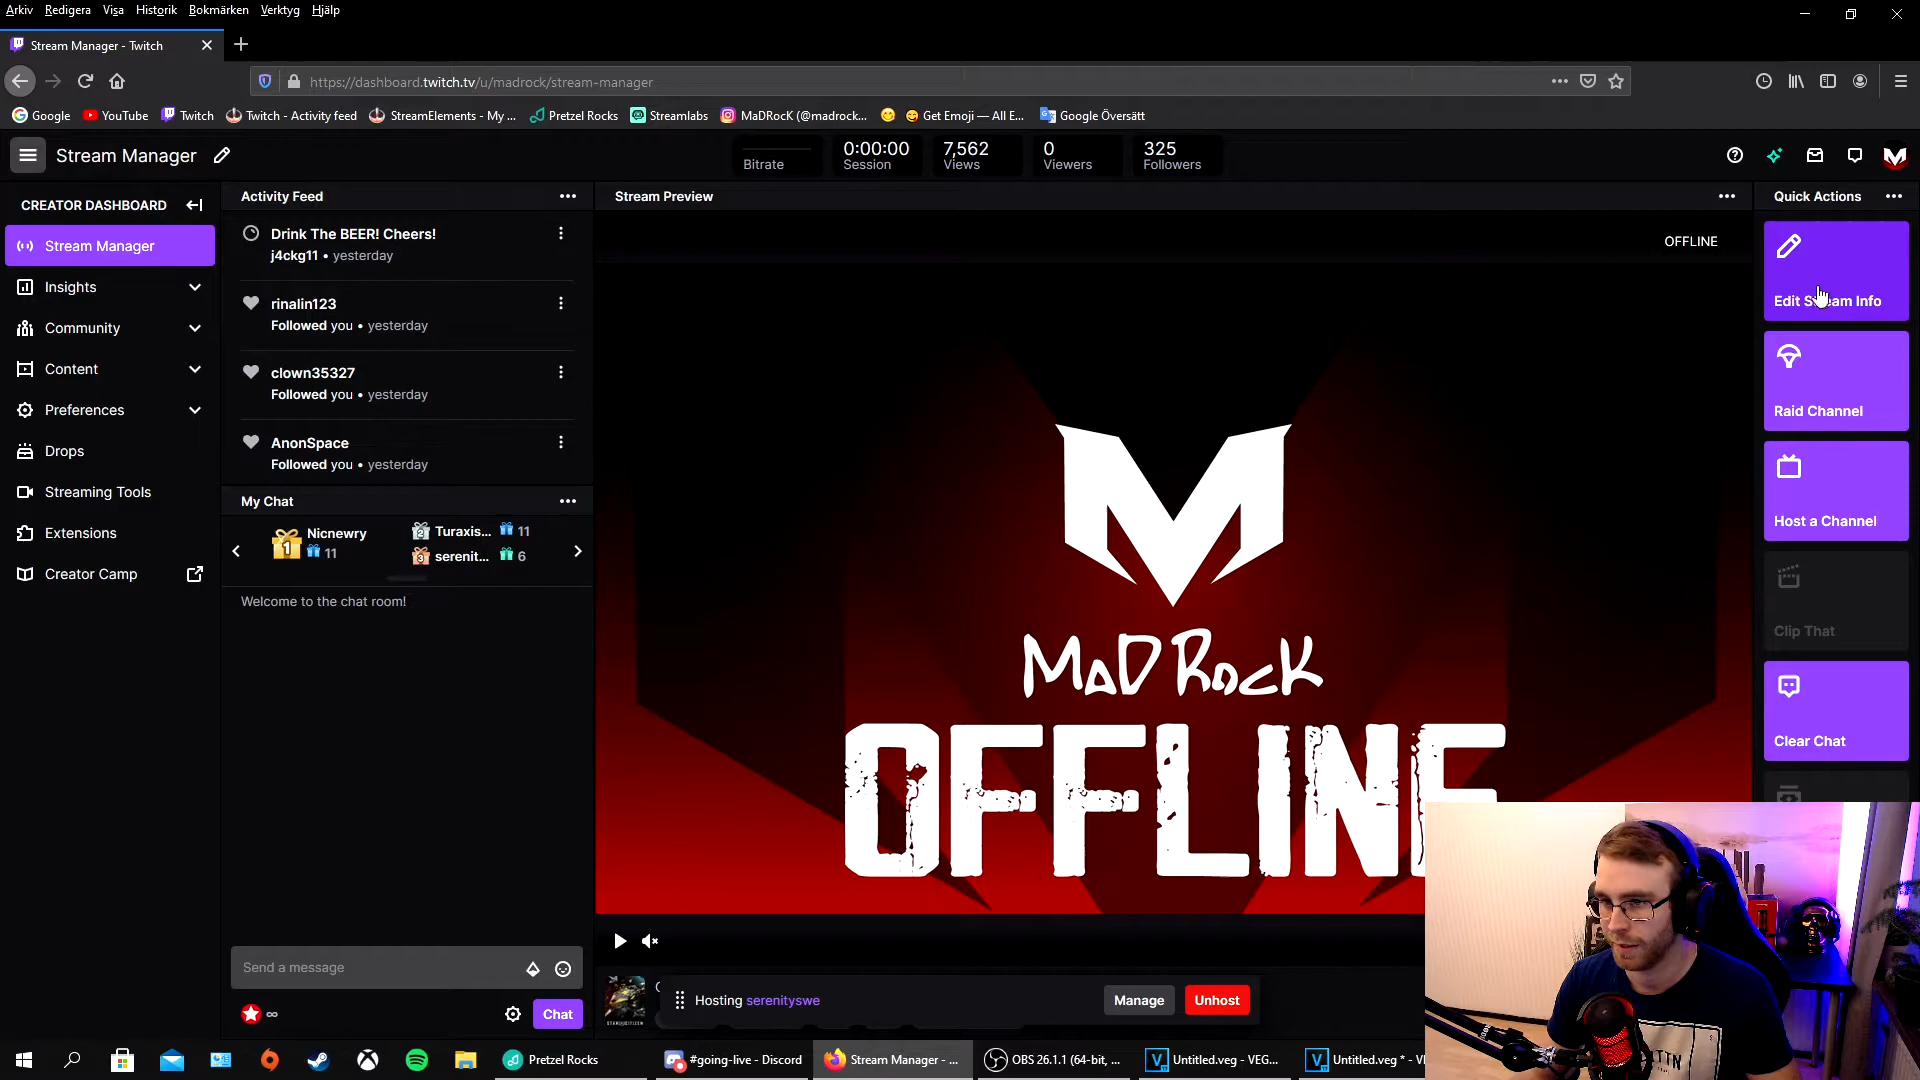 Arkiv Redigera Visa Historik Bokmärken Verktyg Hjälp
Stream Manager - Twitch
https://dashboard.twitch.tv/u/madrock/stream-manager
Google YouTube Twitch Twitch - Activity feed StreamElements - My ... Pretzel Rocks Streamlabs MaDRocK (@madrock... Get Emoji — All E... Google Översätt
Stream Manager
Bitrate
0:00:00
Session
7,562
Views
0
Viewers
325
Followers
CREATOR DASHBOARD
Stream Manager
Insights
Community
Content
Preferences
Drops
Streaming Tools
Extensions
Creator Camp
Activity Feed
Drink The BEER! Cheers!
j4ckg11 • yesterday
rinalin123
Followed you • yesterday
clown35327
Followed you • yesterday
AnonSpace
Followed you • yesterday
My Chat
1
Nicnewry
11
2 Turaxis... 11
3 serenit... 6
Welcome to the chat room!
Send a message
∞
Chat
Stream Preview
OFFLINE
MaD RocK
OFFLINE
Hosting serenityswe
Manage
Unhost
Quick Actions
Edit Stream Info
Raid Channel
Host a Channel
Clip That
Clear Chat
Pretzel Rocks
#going-live - Discord
Stream Manager - ...
OBS 26.1.1 (64-bit, ...
Untitled.veg - VEG...